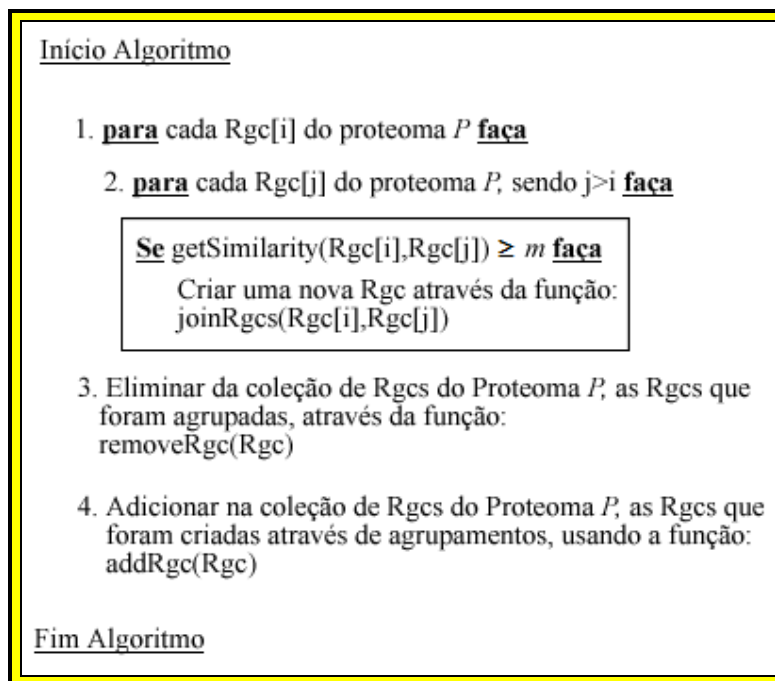 Início Algoritmo
1. para cada Rgc[i] do proteoma P faça
2. para cada Rgc[j] do proteoma P, sendo j>i faça
Se getSimilarity(Rgc[i],Rgc[j]) ≥ m faça
Criar uma nova Rgc através da função:
joinRgcs(Rgc[i],Rgc[j])
3. Eliminar da coleção de Rgcs do Proteoma P, as Rgcs que
foram agrupadas, através da função:
removeRgc(Rgc)
4. Adicionar na coleção de Rgcs do Proteoma P, as Rgcs que
foram criadas através de agrupamentos, usando a função:
addRgc(Rgc)
Fim Algoritmo